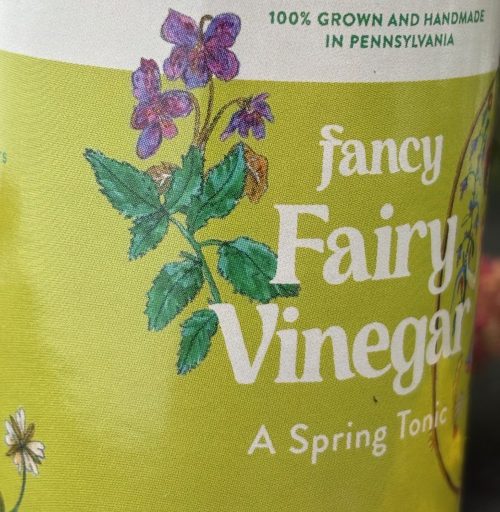 100% GROWN AND HANDMADE
IN PENNSYLVANIA
fancy
Fairy
Vinegar
A Spring Tonic